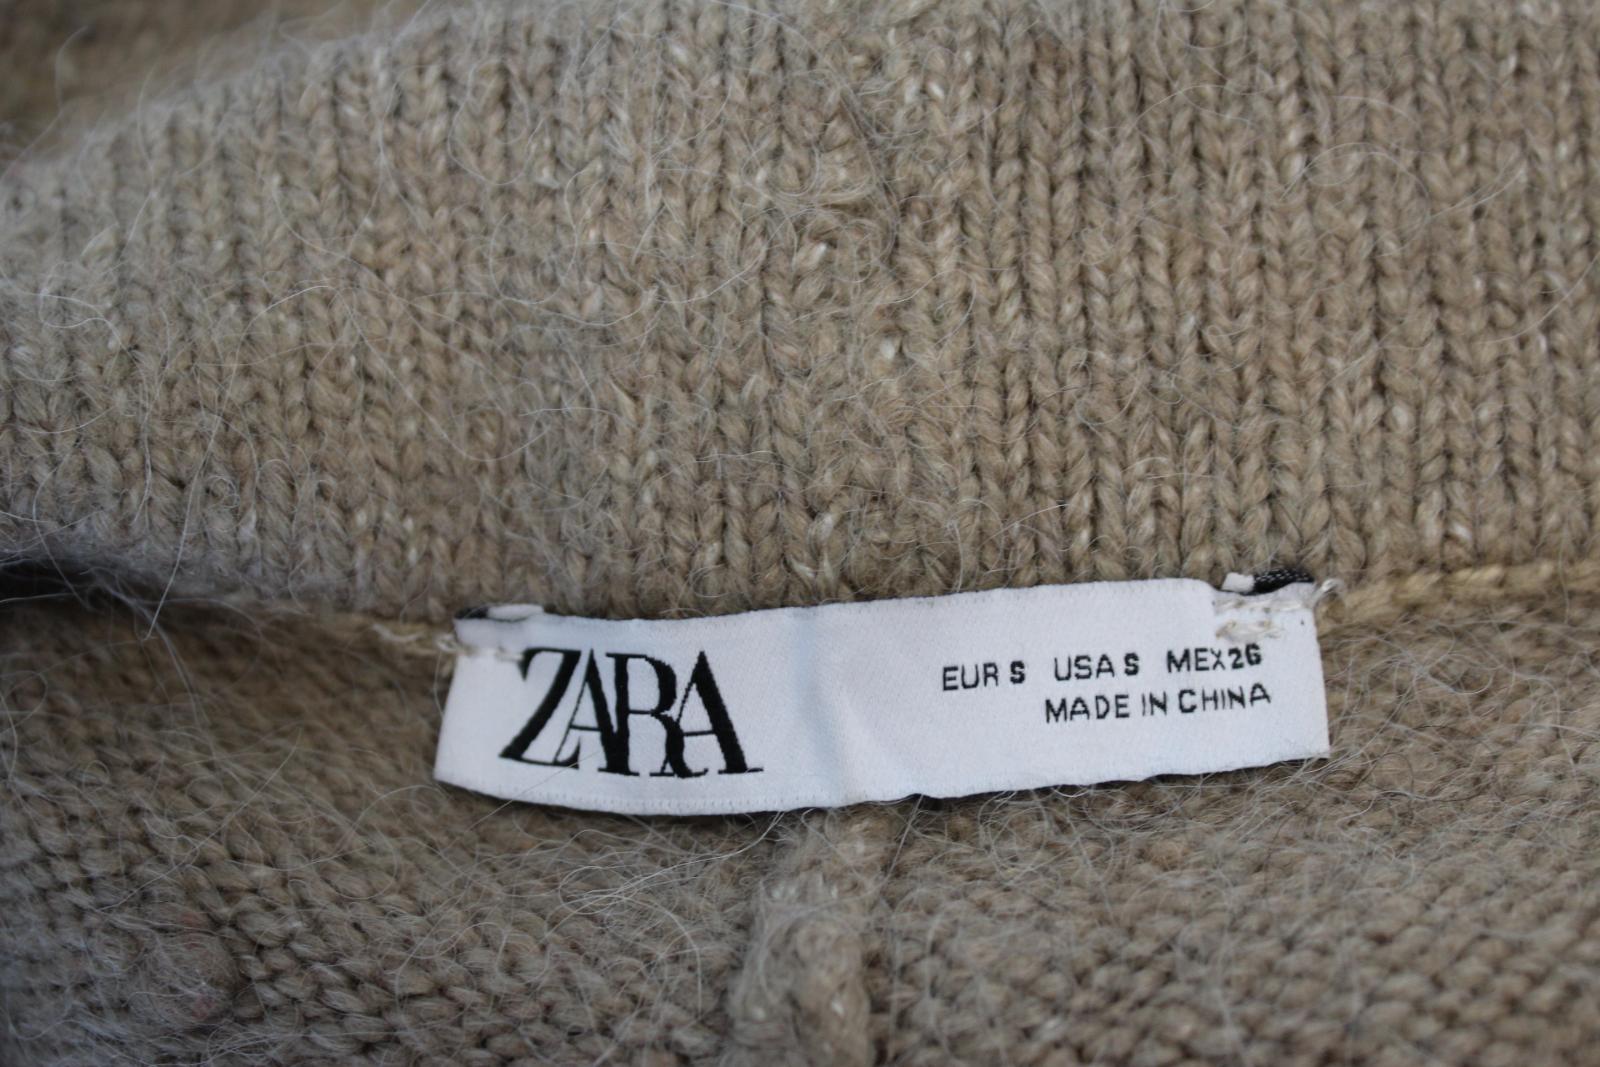 ZARA
EUR S USA S MEX 26
MADE IN CHINA